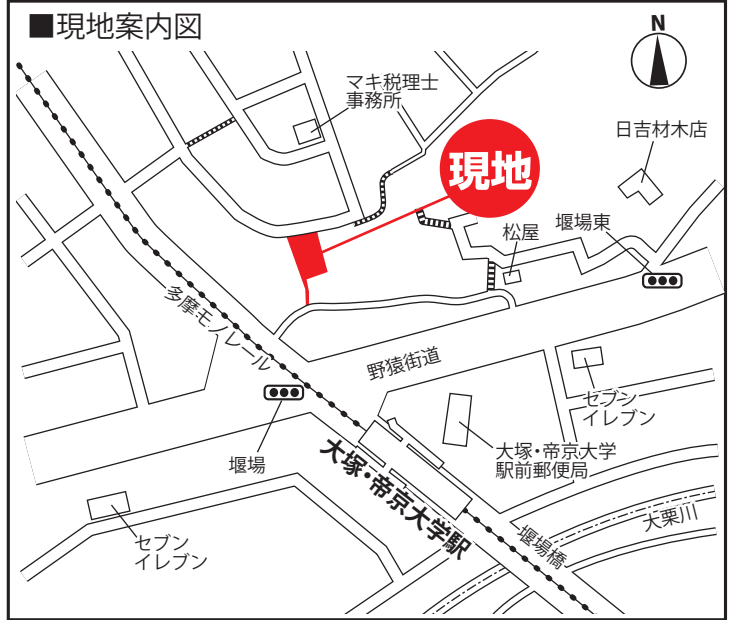 ■現地案内図
N
マキ税理士
事務所
現地
日吉材木店
松屋
堰場東
多摩モノレール
野猿街道
セブン
イレブン
堰場
大塚・帝京大学
駅前郵便局
大塚・帝京大学駅
大栗川
堰場橋
セブン
イレブン